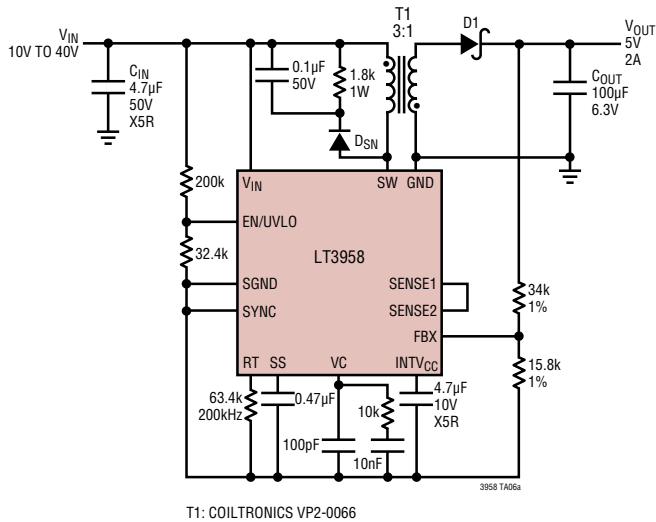 T1
3:1
D1
VIN
10V TO 40V
VOUT
5V
2A
CIN
4.7µF
50V
X5R
0.1µF
50V
1.8k
1W
COUT
100µF
6.3V
DSN
200k
VIN
SW
GND
EN/UVLO
32.4k
LT3958
SGND
SENSE1
SYNC
SENSE2
34k
1%
FBX
RT
SS
VC
INTVCC
15.8k
1%
63.4k
200kHz
0.47µF
10k
4.7µF
10V
X5R
100pF
10nF
3958 TA06a
T1: COILTRONICS VP2-0066